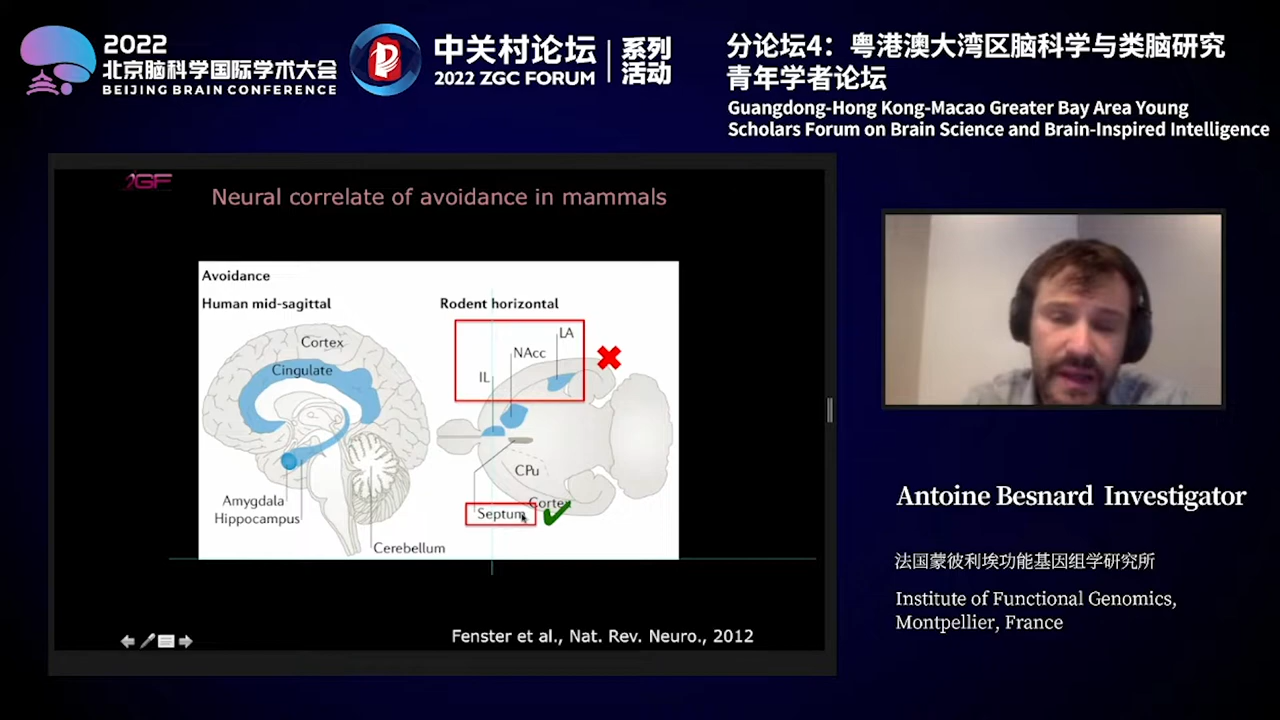 2022
北京脑科学国际学术大会
BEIJING BRAIN CONFERENCE
中关村论坛
2022 ZGC FORUM
系列
活动
分论坛4：粤港澳大湾区脑科学与类脑研究
青年学者论坛
Guangdong-Hong Kong-Macao Greater Bay Area Young
Scholars Forum on Brain Science and Brain-Inspired Intelligence
IGF
Neural correlate of avoidance in mammals
Avoidance
Human mid-sagittal
Rodent horizontal
Cortex
Cingulate
Amygdala
Hippocampus
Cerebellum
LA
NAcc
IL
CPu
Cortex
Septum
Fenster et al., Nat. Rev. Neuro., 2012
Antoine Besnard Investigator
法国蒙彼利埃功能基因组学研究所
Institute of Functional Genomics,
Montpellier, France